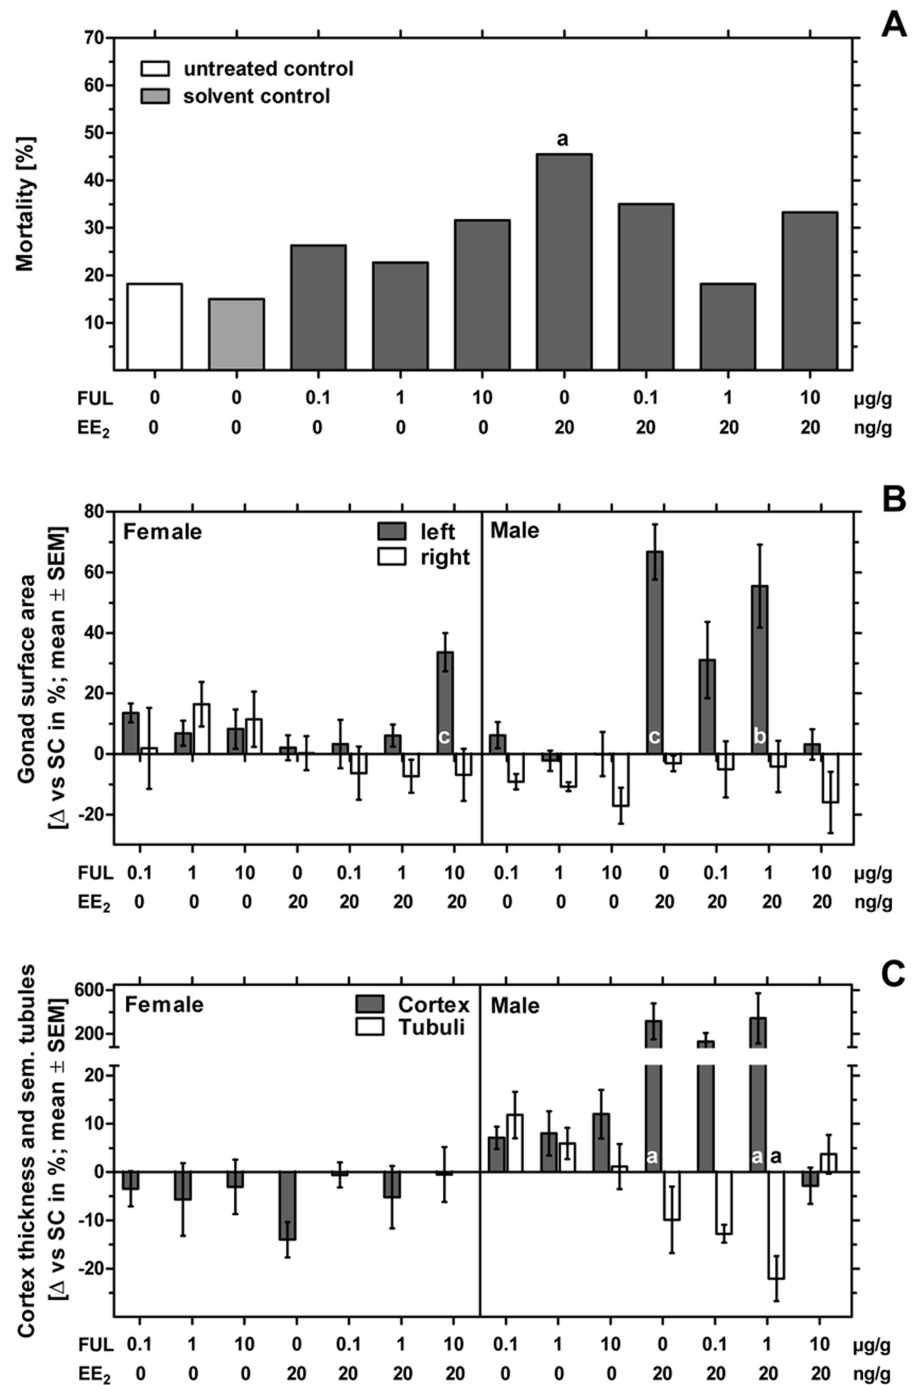 A
Mortality [%]
70
60
50
40
30
20
10
untreated control
solvent control
a
FUL 0 0 0.1 1 10 0 0.1 1 10 µg/g
EE2 0 0 0 0 0 20 20 20 20 ng/g
B
Gonad surface area
[Δ vs SC in %; mean ± SEM]
80
60
40
20
0
-20
Female
left
right
Male
c
c
b
FUL 0.1 1 10 0 0.1 1 10 0.1 1 10 0 0.1 1 10 µg/g
EE2 0 0 0 20 20 20 20 0 0 0 20 20 20 20 ng/g
C
Cortex thickness and sem. tubules
[Δ vs SC in %; mean ± SEM]
600
200
20
10
0
-10
-20
Female
Cortex
Tubuli
Male
a
a
a
FUL 0.1 1 10 0 0.1 1 10 0.1 1 10 0 0.1 1 10 µg/g
EE2 0 0 0 20 20 20 20 0 0 0 20 20 20 20 ng/g